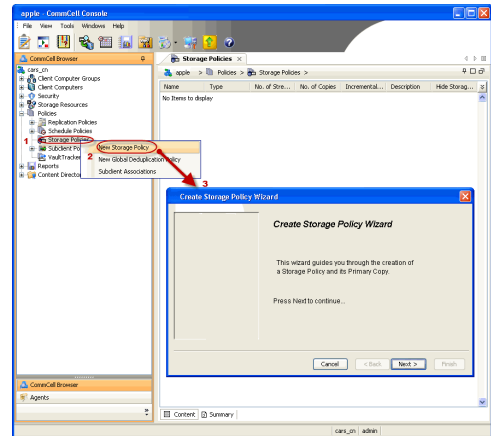 apple - CommCell Console
File View Tools Windows Help
CommCell Browser
Storage Policies
cars_cn
apple > Policies > Storage Policies >
Client Computer Groups
Client Computers
Security
Storage Resources
Policies
Replication Policies
Schedule Policies
Storage Policies
Subclient Po
VaultTracker
Reports
Content Director
Name Type No. of Stre... No. of Copies Incremental... Description Hide Storag...
No Items to display
1
2
3
New Storage Policy
New Global Deduplication Policy
Subclient Associations
Create Storage Policy Wizard
Create Storage Policy Wizard
This wizard guides you through the creation of
a Storage Policy and its Primary Copy.
Press Next to continue...
Cancel < Back Next > Finish
CommCell Browser
Agents
Content Summary
cars_cn admin